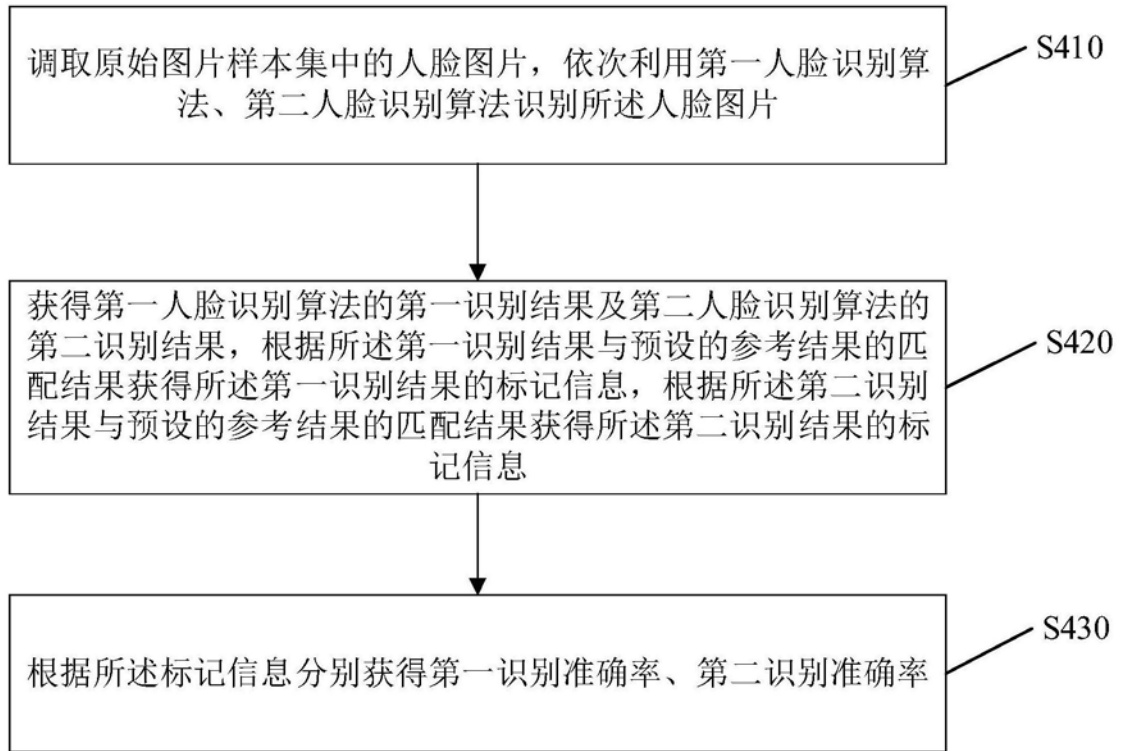 调取原始图片样本集中的人脸图片，依次利用第一人脸识别算
法、第二人脸识别算法识别所述人脸图片
S410
获得第一人脸识别算法的第一识别结果及第二人脸识别算法的
第二识别结果，根据所述第一识别结果与预设的参考结果的匹
配结果获得所述第一识别结果的标记信息，根据所述第二识别
结果与预设的参考结果的匹配结果获得所述第二识别结果的标
记信息
S420
根据所述标记信息分别获得第一识别准确率、第二识别准确率
S430